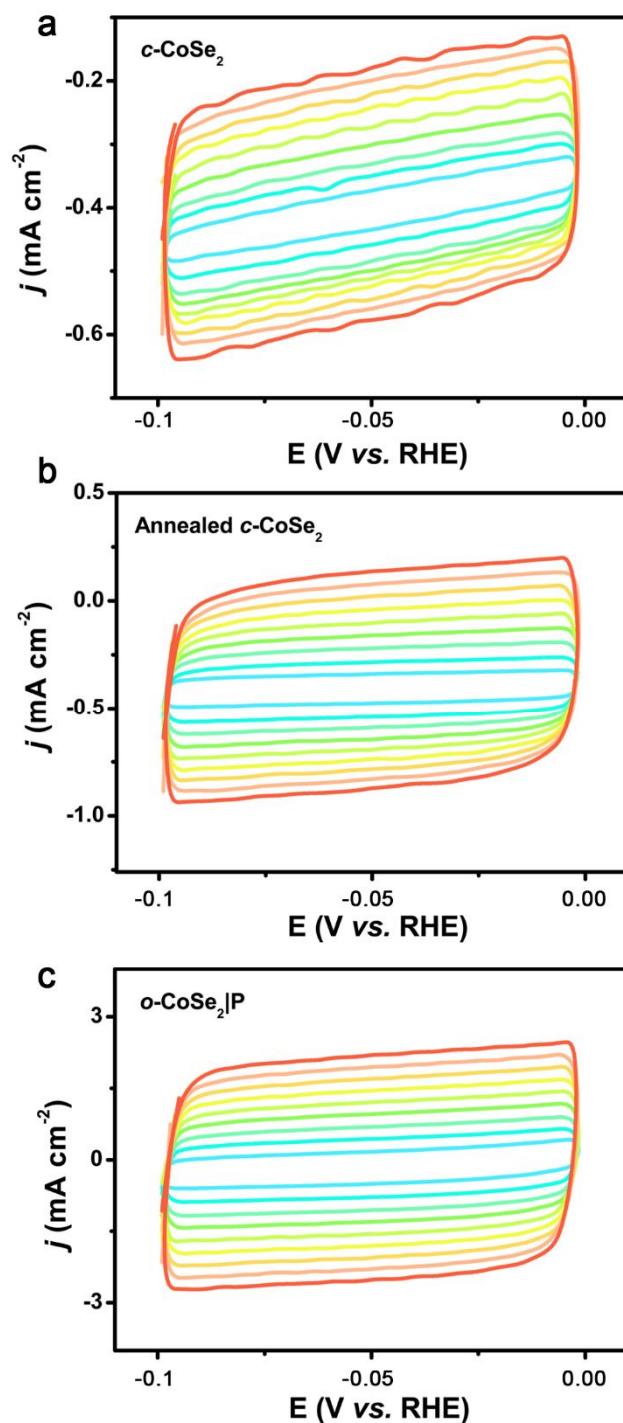 a
c-CoSe₂
-0.2
-0.4
-0.6
j (mA cm⁻²)
-0.1 -0.05 0.00
E (V vs. RHE)
b
0.5
Annealed c-CoSe₂
0.0
-0.5
-1.0
j (mA cm⁻²)
-0.1 -0.05 0.00
E (V vs. RHE)
c
o-CoSe₂|P
3
0
-3
j (mA cm⁻²)
-0.1 -0.05 0.00
E (V vs. RHE)